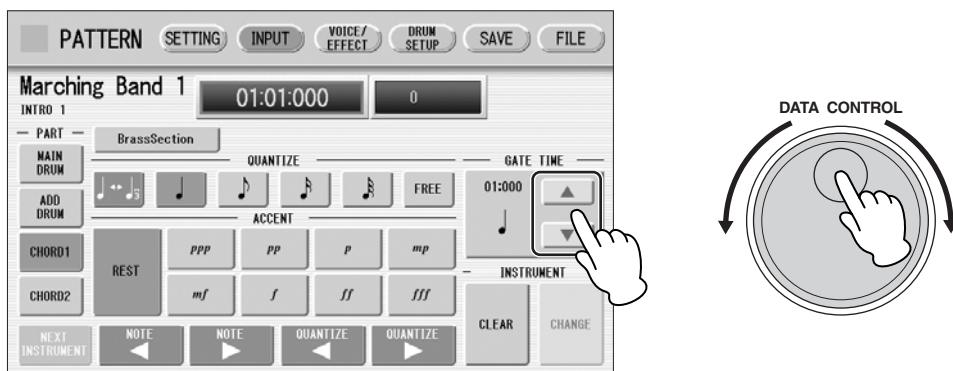 PATTERN SETTING INPUT VOICE/ EFFECT DRUM SETUP SAVE FILE
Marching Band 1 01:01:000 0
INTRO 1
PART BrassSection
MAIN DRUM
QUANTIZE
GATE TIME
3 FREE
01:000
ADD DRUM
ACCENT
CHORD1
REST
ppp pp p mp
INSTRUMENT
CHORD2
mf f ff fff
CLEAR CHANGE
NEXT INSTRUMENT
NOTE NOTE QUANTIZE QUANTIZE
DATA CONTROL